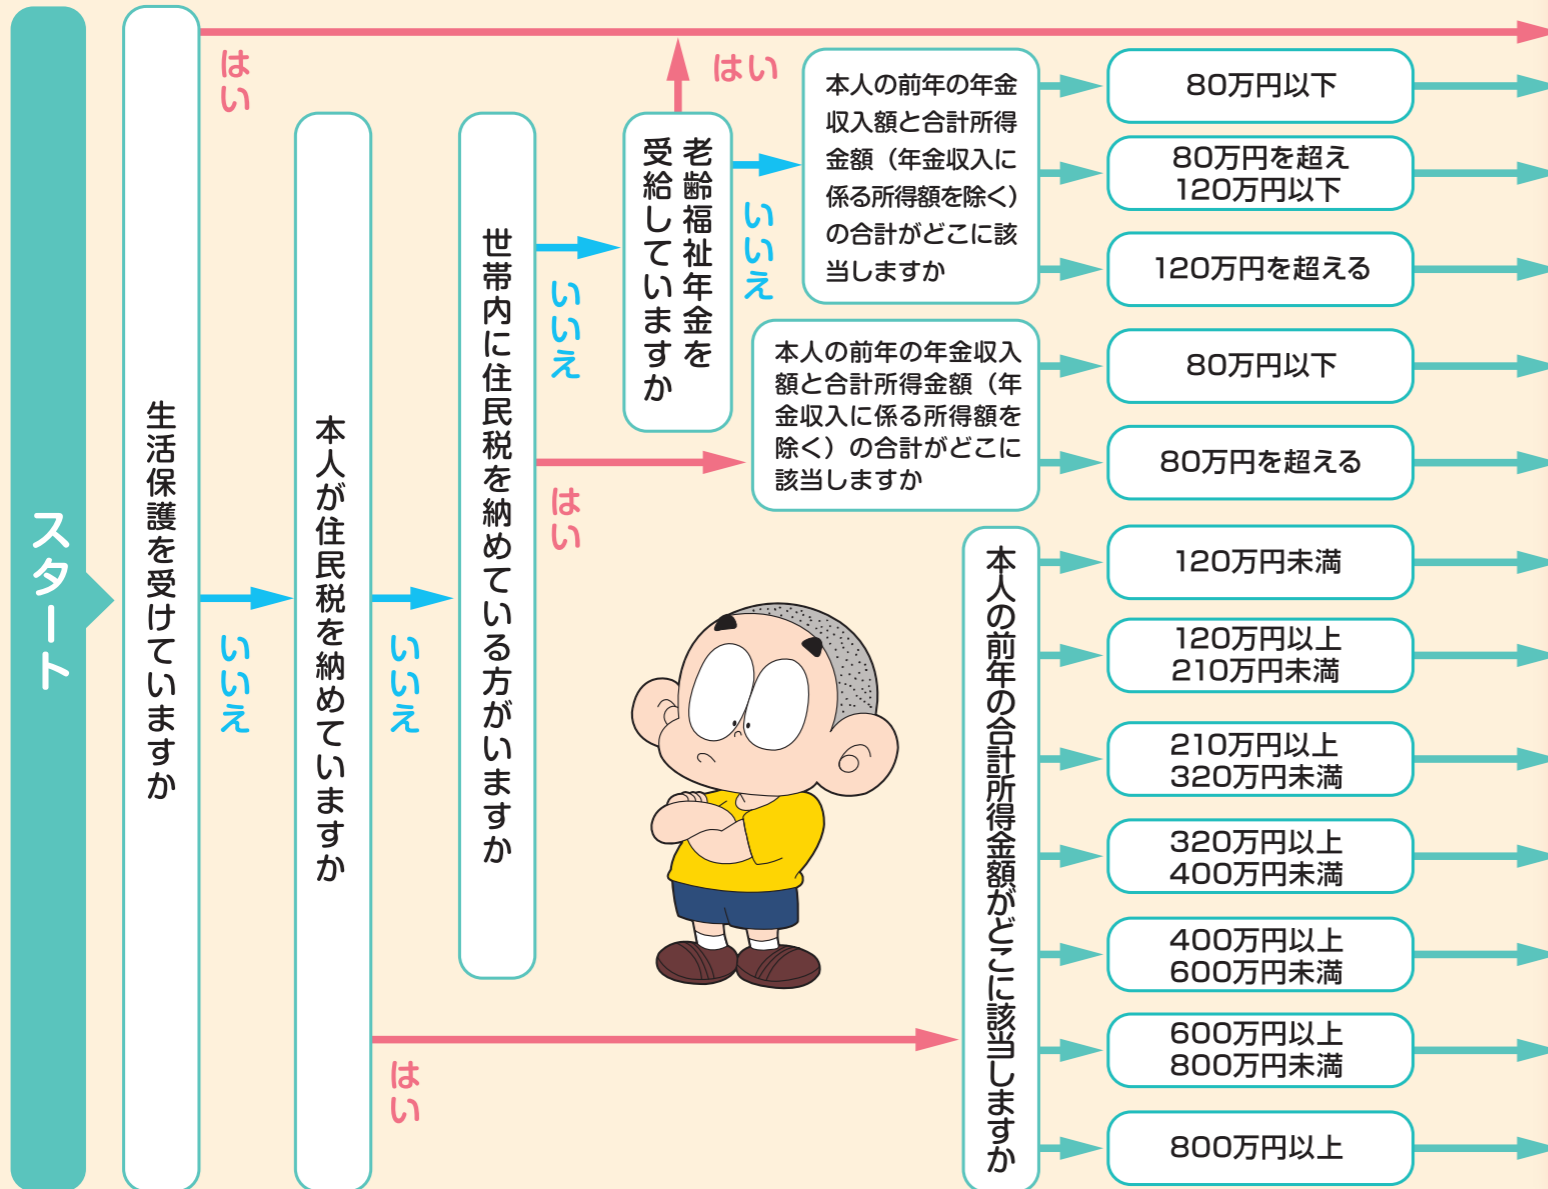 スタート
生活保護を受けていますか
はい
いいえ
本人が住民税を納めていますか
いいえ
はい
世帯内に住民税を納めている方がいますか
いいえ
はい
老齢福祉年金を
受給していますか
はい
いいえ
本人の前年の年金
収入額と合計所得
金額（年金収入に
係る所得額を除く）
の合計がどこに該
当しますか
80万円以下
80万円を超え
120万円以下
120万円を超える
本人の前年の年金収入
額と合計所得金額（年
金収入に係る所得額を
除く）の合計がどこに
該当しますか
80万円以下
80万円を超える
本人の前年の合計所得金額がどこに該当しますか
120万円未満
120万円以上
210万円未満
210万円以上
320万円未満
320万円以上
400万円未満
400万円以上
600万円未満
600万円以上
800万円未満
800万円以上